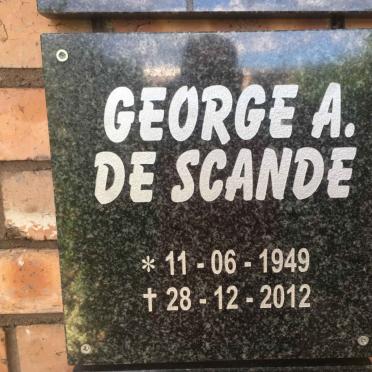 GEORGE A.
DE SCANDE
* 11 - 06 - 1949
✝ 28 - 12 - 2012